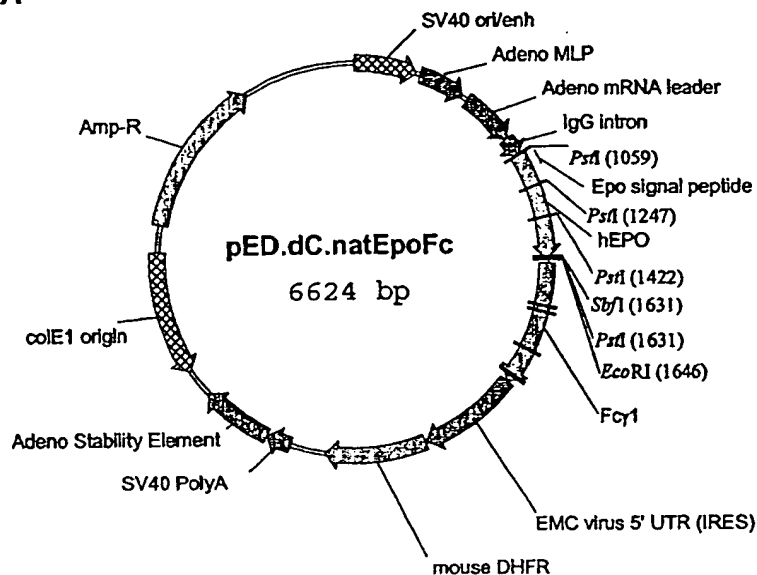 SV40 ori/enh
Adeno MLP
Adeno mRNA leader
IgG intron
PstI (1059)
Epo signal peptide
PstI (1247)
hEPO
PstI (1422)
SbfI (1631)
PstI (1631)
EcoRI (1646)
Fcγ1
EMC virus 5' UTR (IRES)
mouse DHFR
SV40 PolyA
Adeno Stability Element
colE1 origin
Amp-R
pED.dC.natEpoFc
6624 bp